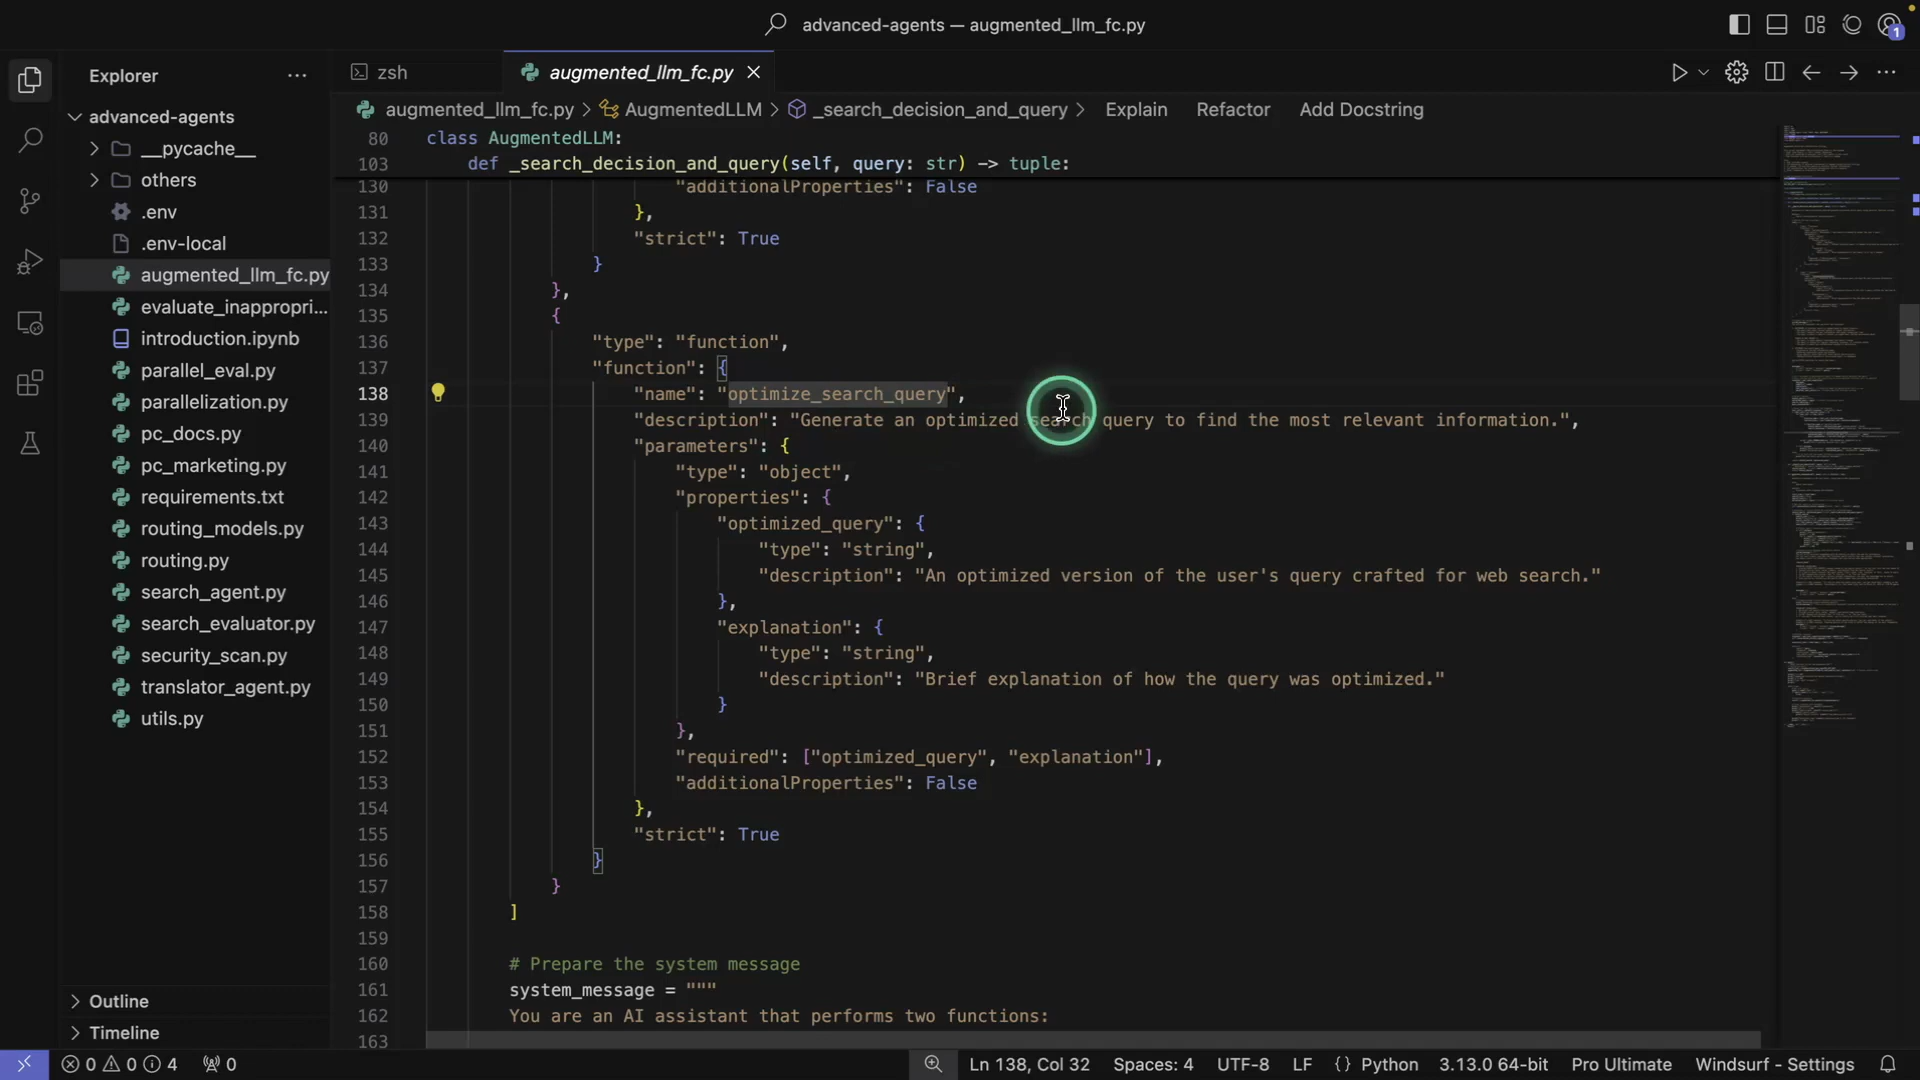 advanced-agents — augmented_llm_fc.py
1
Explorer
zsh
augmented_llm_fc.py
augmented_llm_fc.py > AugmentedLLM > _search_decision_and_query > Explain Refactor Add Docstring
advanced-agents
__pycache__
others
.env
.env-local
augmented_llm_fc.py
evaluate_inappropri...
introduction.ipynb
parallel_eval.py
parallelization.py
pc_docs.py
pc_marketing.py
requirements.txt
routing_models.py
routing.py
search_agent.py
search_evaluator.py
security_scan.py
translator_agent.py
utils.py
Outline
Timeline
80 class AugmentedLLM:
103 def _search_decision_and_query(self, query: str) -> tuple:
130 "additionalProperties": False
131 },
132 "strict": True
133 }
134 },
135 {
136 "type": "function",
137 "function": {
138 "name": "optimize_search_query",
139 "description": "Generate an optimized search query to find the most relevant information.",
140 "parameters": {
141 "type": "object",
142 "properties": {
143 "optimized_query": {
144 "type": "string",
145 "description": "An optimized version of the user's query crafted for web search."
146 },
147 "explanation": {
148 "type": "string",
149 "description": "Brief explanation of how the query was optimized."
150 }
151 },
152 "required": ["optimized_query", "explanation"],
153 "additionalProperties": False
154 },
155 "strict": True
156 }
157 }
158 ]
159
160 # Prepare the system message
161 system_message = """
162 You are an AI assistant that performs two functions:
163
0 0 4 0 Ln 138, Col 32 Spaces: 4 UTF-8 LF {} Python 3.13.0 64-bit Pro Ultimate Windsurf - Settings